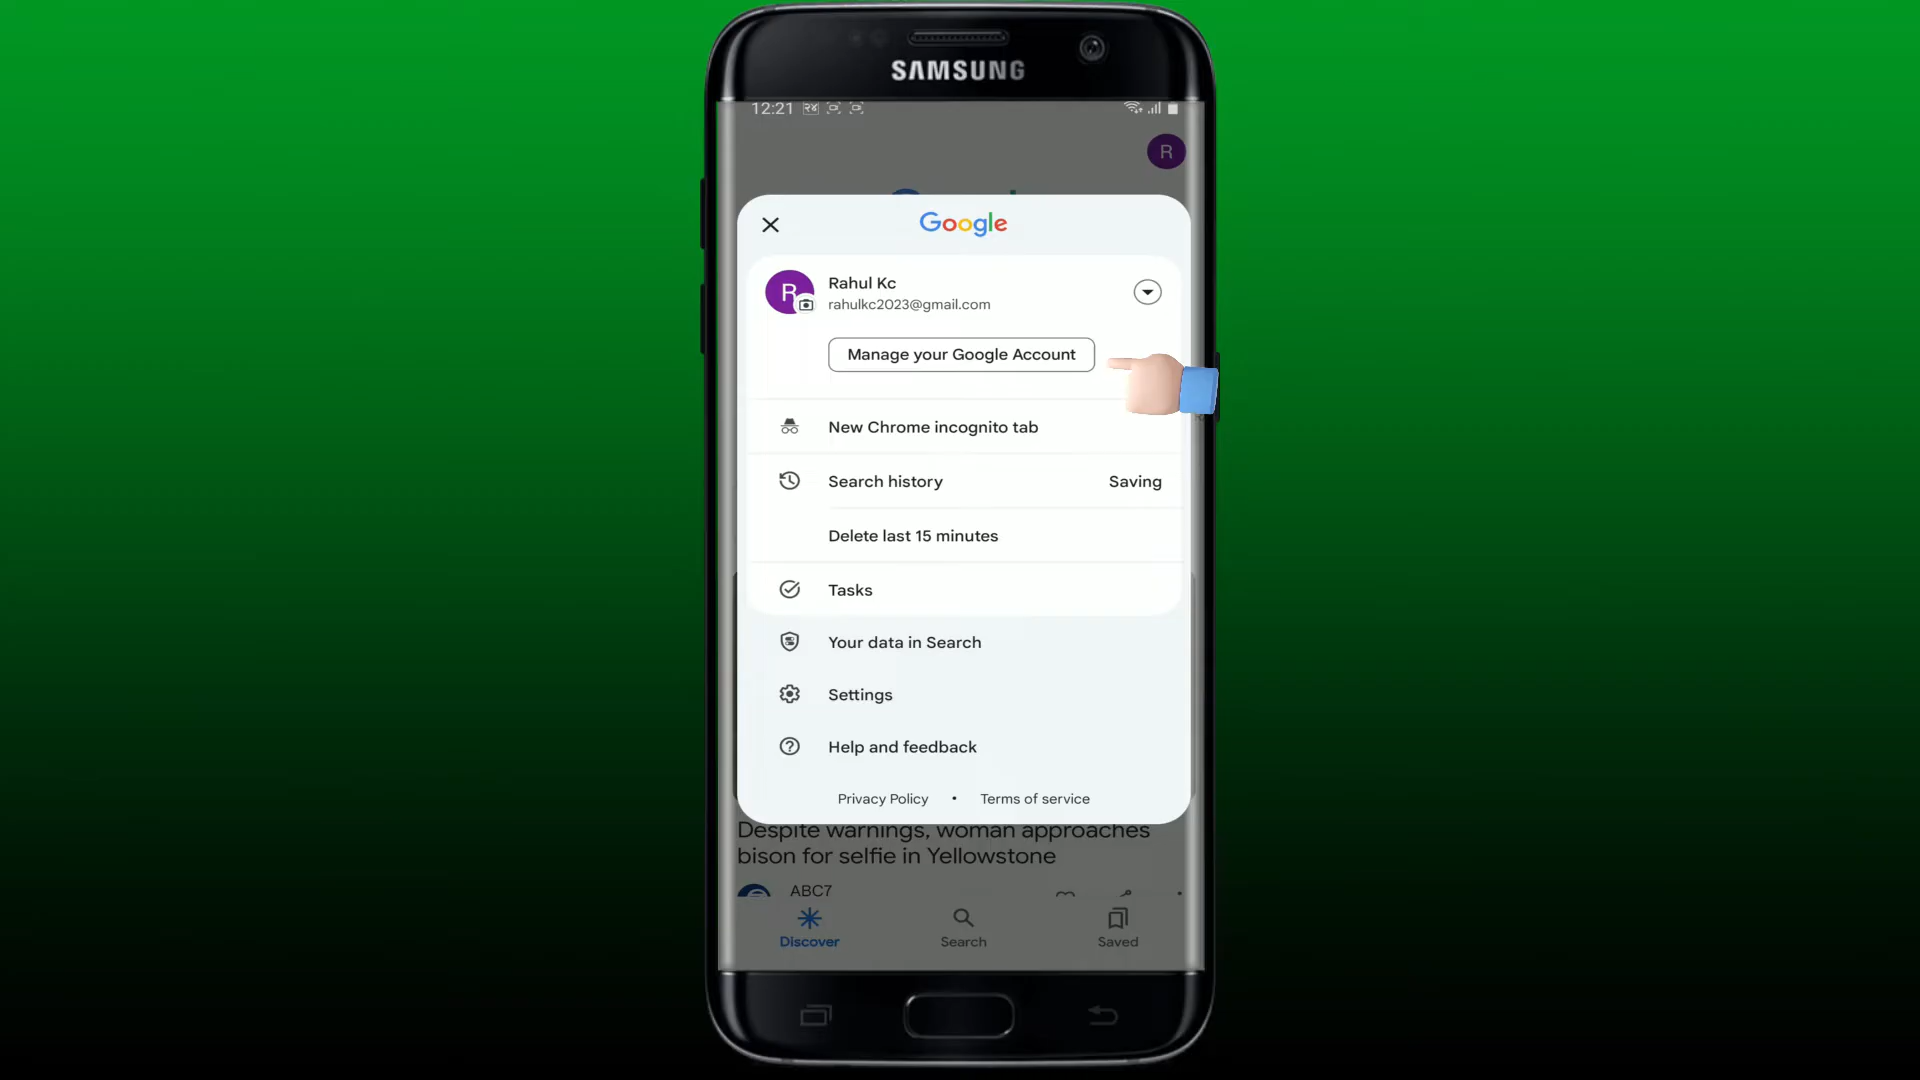 SAMSUNG
12:21
R
Google
R
Rahul Kc
rahulkc2023@gmail.com
Manage your Google Account
New Chrome incognito tab
Search history
Saving
Delete last 15 minutes
Tasks
Your data in Search
Settings
Help and feedback
Privacy Policy • Terms of service
Despite warnings, woman approaches
bison for selfie in Yellowstone
ABC7
Discover
Search
Saved